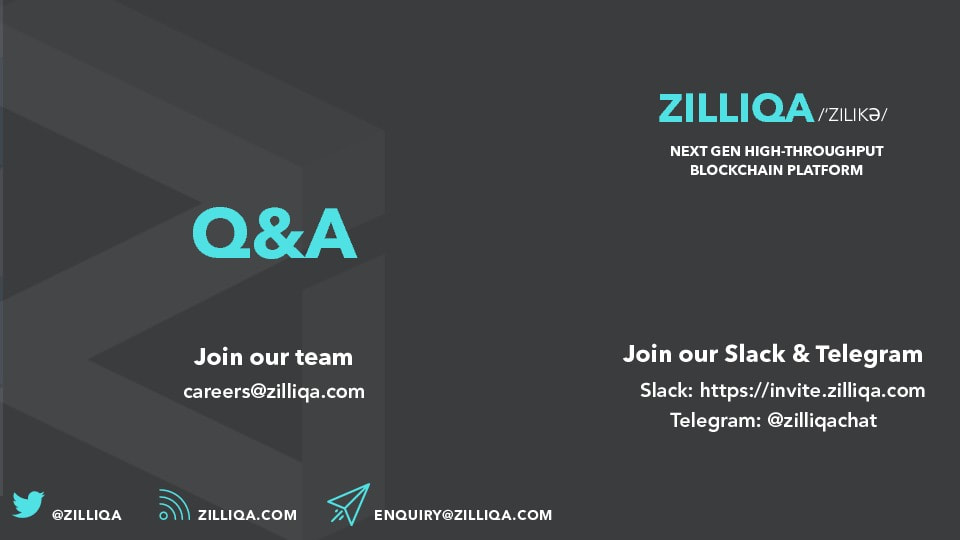 ZILLIQA /'ZILIKƏ/
NEXT GEN HIGH-THROUGHPUT
BLOCKCHAIN PLATFORM
Q&A
Join our team
careers@zilliqa.com
Join our Slack & Telegram
Slack: https://invite.zilliqa.com
Telegram: @zilliqachat
@ZILLIQA
ZILLIQA.COM
ENQUIRY@ZILLIQA.COM